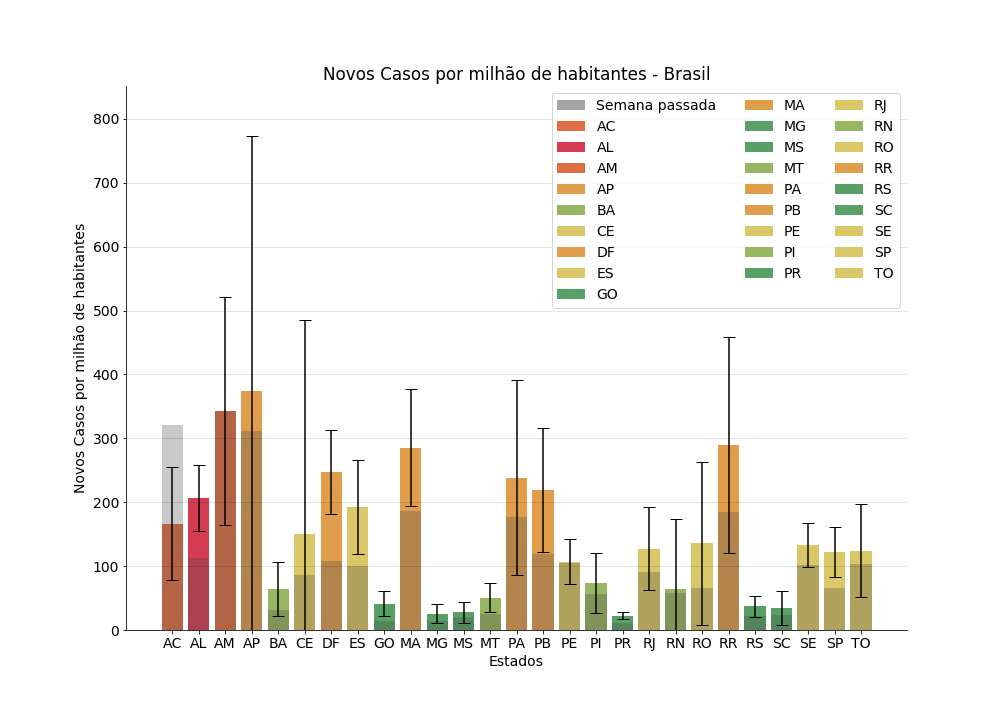 Novos Casos por milhão de habitantes - Brasil
Novos Casos por milhão de habitantes
800
700
600
500
400
300
200
100
0
Semana passada
AC
AL
AM
AP
BA
CE
DF
ES
GO
MA
MG
MS
MT
PA
PB
PE
PI
PR
RJ
RN
RO
RR
RS
SC
SE
SP
TO
AC AL AM AP BA CE DF ES GO MA MG MS MT PA PB PE PI PR RJ RN RO RR RS SC SE SP TO
Estados